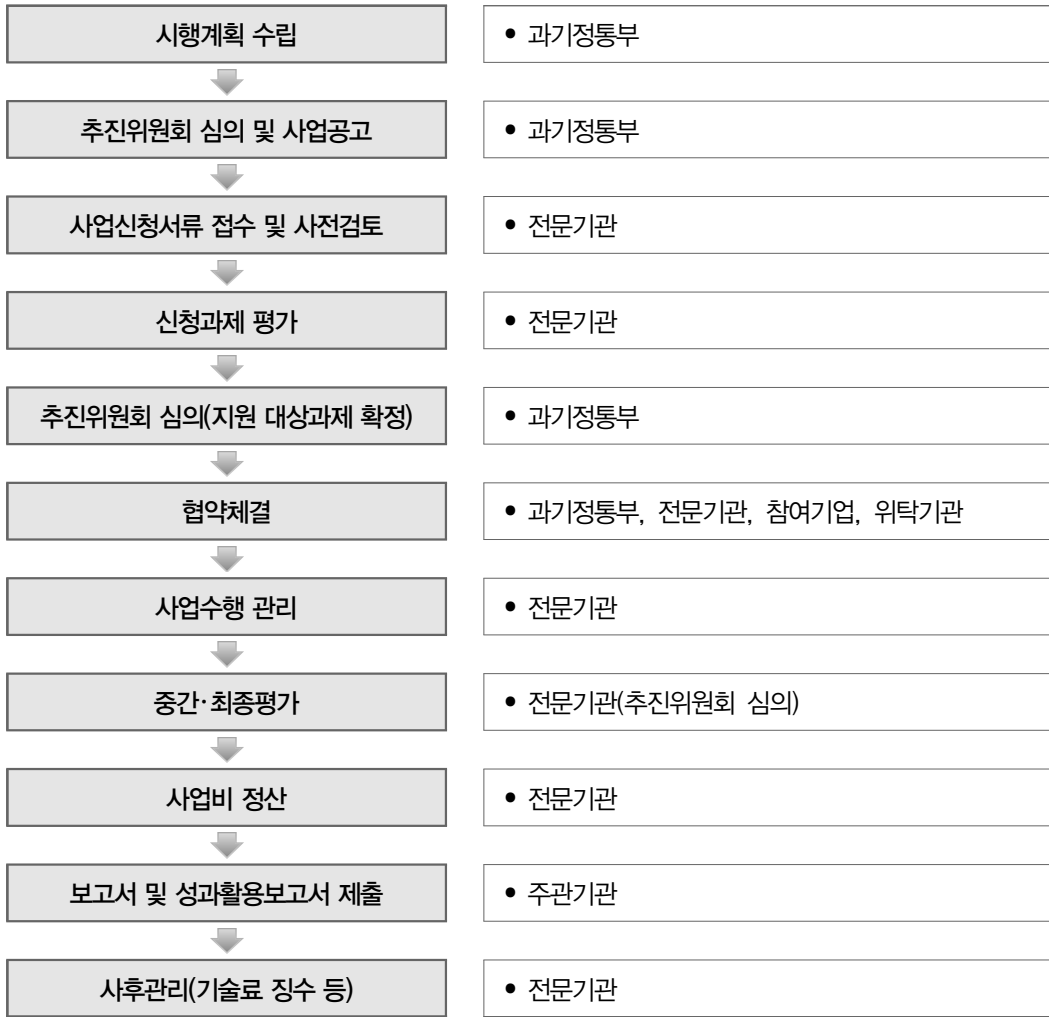 시행계획 수립
• 과기정통부
추진위원회 심의 및 사업공고
• 과기정통부
사업신청서류 접수 및 사전검토
• 전문기관
신청과제 평가
• 전문기관
추진위원회 심의(지원 대상과제 확정)
• 과기정통부
협약체결
• 과기정통부, 전문기관, 참여기업, 위탁기관
사업수행 관리
• 전문기관
중간·최종평가
• 전문기관(추진위원회 심의)
사업비 정산
• 전문기관
보고서 및 성과활용보고서 제출
• 주관기관
사후관리(기술료 징수 등)
• 전문기관